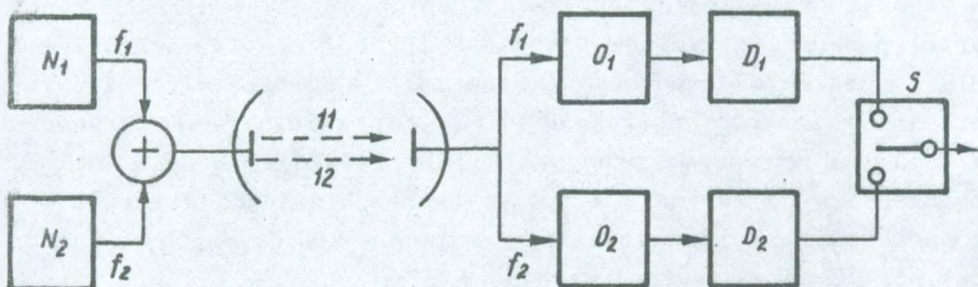 N₁ f₁ f₁ O₁ D₁ S
+ 11
12
N₂ f₂ f₂ O₂ D₂